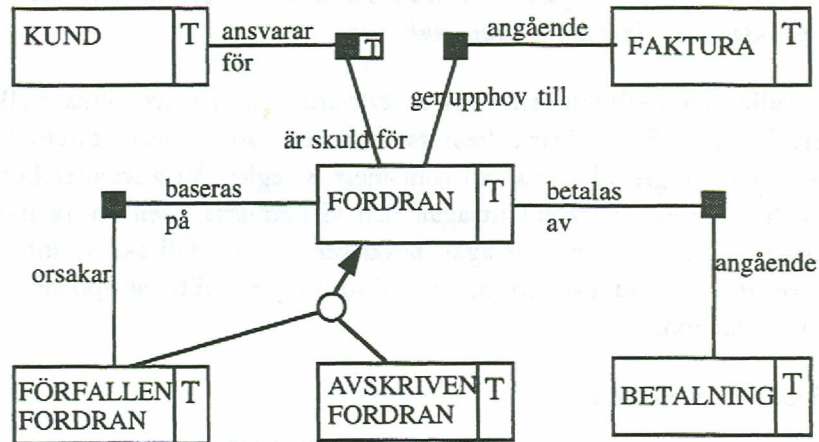 KUND T
ansvarar
för
T
angående
FAKTURA T
ger upphov till
är skuld för
baseras
på
FORDRAN T
betalas
av
orsakar
angående
FÖRFALLEN
FORDRAN T
AVSKRIVEN
FORDRAN T
BETALNING T